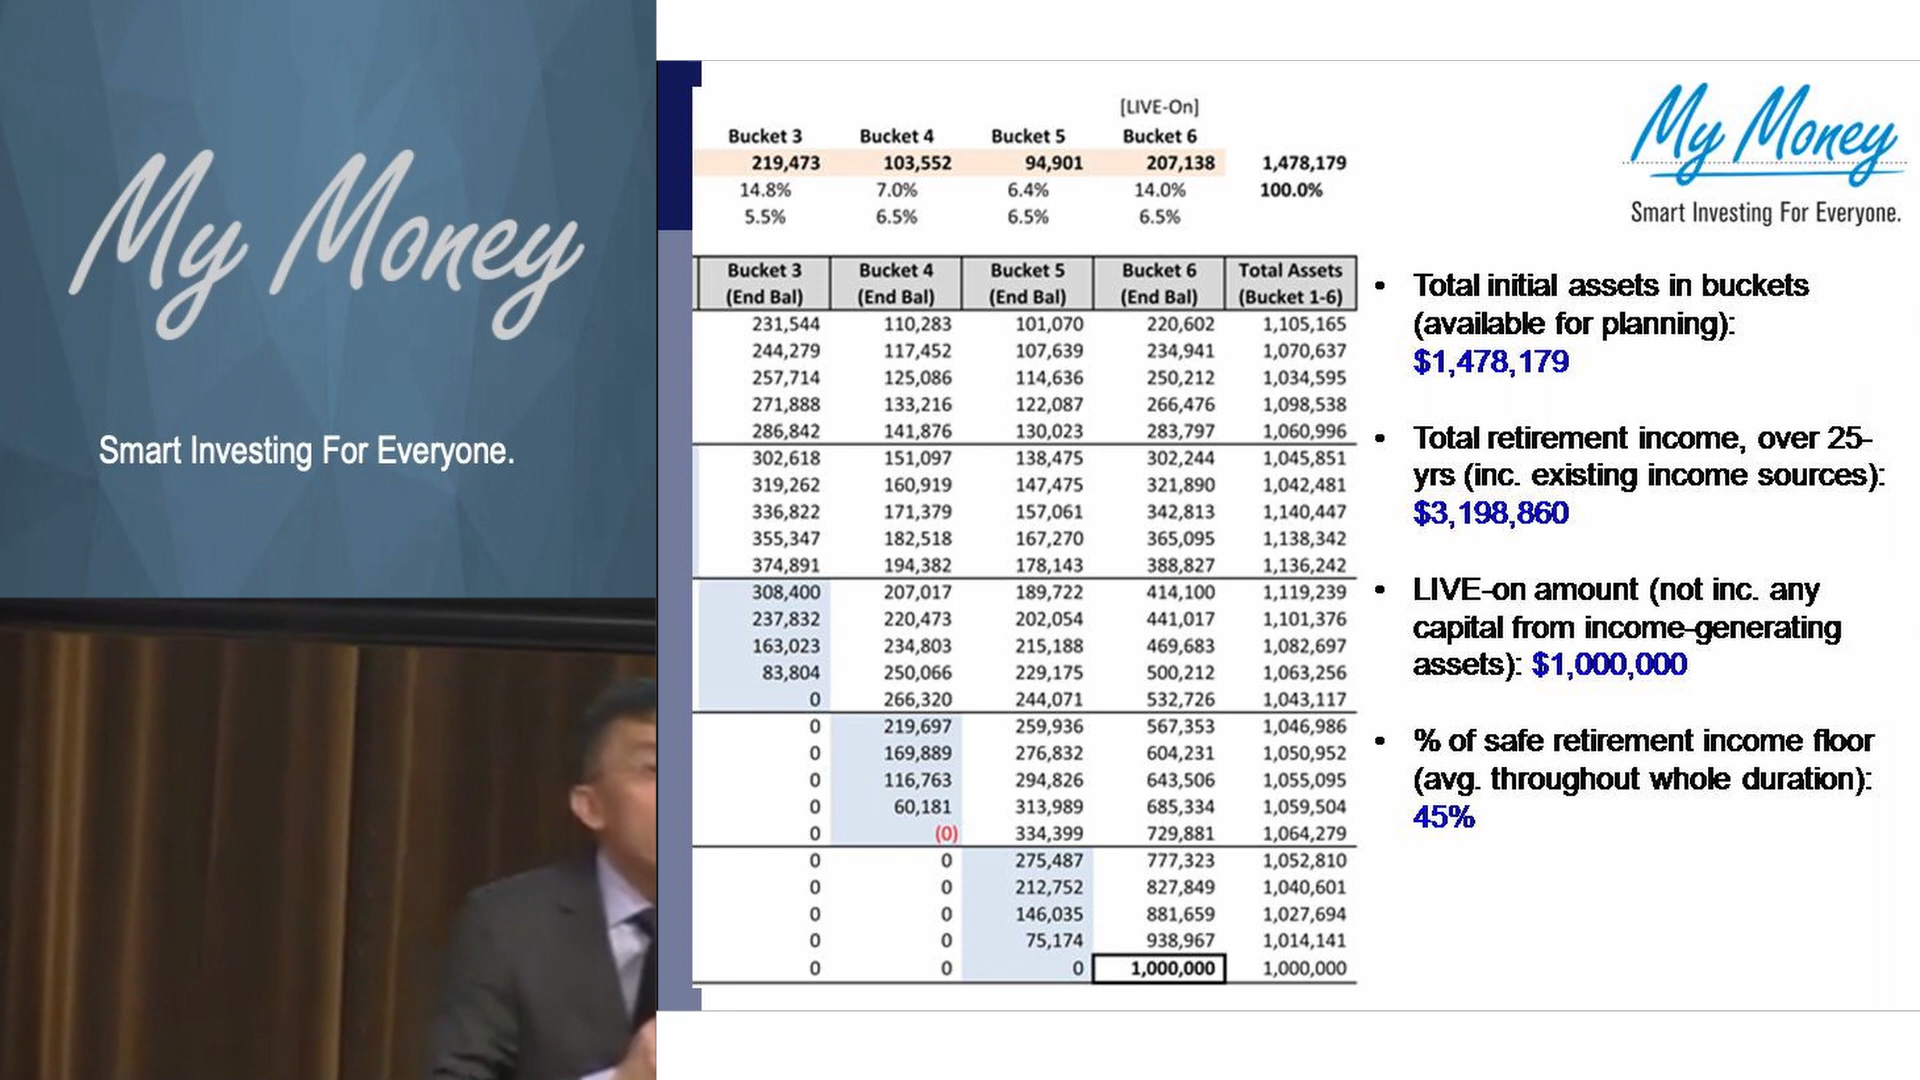 My Money
Smart Investing For Everyone.
My Money
Smart Investing For Everyone.
[LIVE-On]
Bucket 3 Bucket 4 Bucket 5 Bucket 6
219,473 103,552 94,901 207,138 1,478,179
14.8% 7.0% 6.4% 14.0% 100.0%
5.5% 6.5% 6.5% 6.5%
Bucket 3 Bucket 4 Bucket 5 Bucket 6 Total Assets
(End Bal) (End Bal) (End Bal) (End Bal) (Bucket 1-6)
231,544 110,283 101,070 220,602 1,105,165
244,279 117,452 107,639 234,941 1,070,637
257,714 125,086 114,636 250,212 1,034,595
271,888 133,216 122,087 266,476 1,098,538
286,842 141,876 130,023 283,797 1,060,996
302,618 151,097 138,475 302,244 1,045,851
319,262 160,919 147,475 321,890 1,042,481
336,822 171,379 157,061 342,813 1,140,447
355,347 182,518 167,270 365,095 1,138,342
374,891 194,382 178,143 388,827 1,136,242
308,400 207,017 189,722 414,100 1,119,239
237,832 220,473 202,054 441,017 1,101,376
163,023 234,803 215,188 469,683 1,082,697
83,804 250,066 229,175 500,212 1,063,256
0 266,320 244,071 532,726 1,043,117
0 219,697 259,936 567,353 1,046,986
0 169,889 276,832 604,231 1,050,952
0 116,763 294,826 643,506 1,055,095
0 60,181 313,989 685,334 1,059,504
0 (0) 334,399 729,881 1,064,279
0 0 275,487 777,323 1,052,810
0 0 212,752 827,849 1,040,601
0 0 146,035 881,659 1,027,694
0 0 75,174 938,967 1,014,141
0 0 0 1,000,000 1,000,000
• Total initial assets in buckets
(available for planning):
$1,478,179
• Total retirement income, over 25-
yrs (inc. existing income sources):
$3,198,860
• LIVE-on amount (not inc. any
capital from income-generating
assets): $1,000,000
• % of safe retirement income floor
(avg. throughout whole duration):
45%